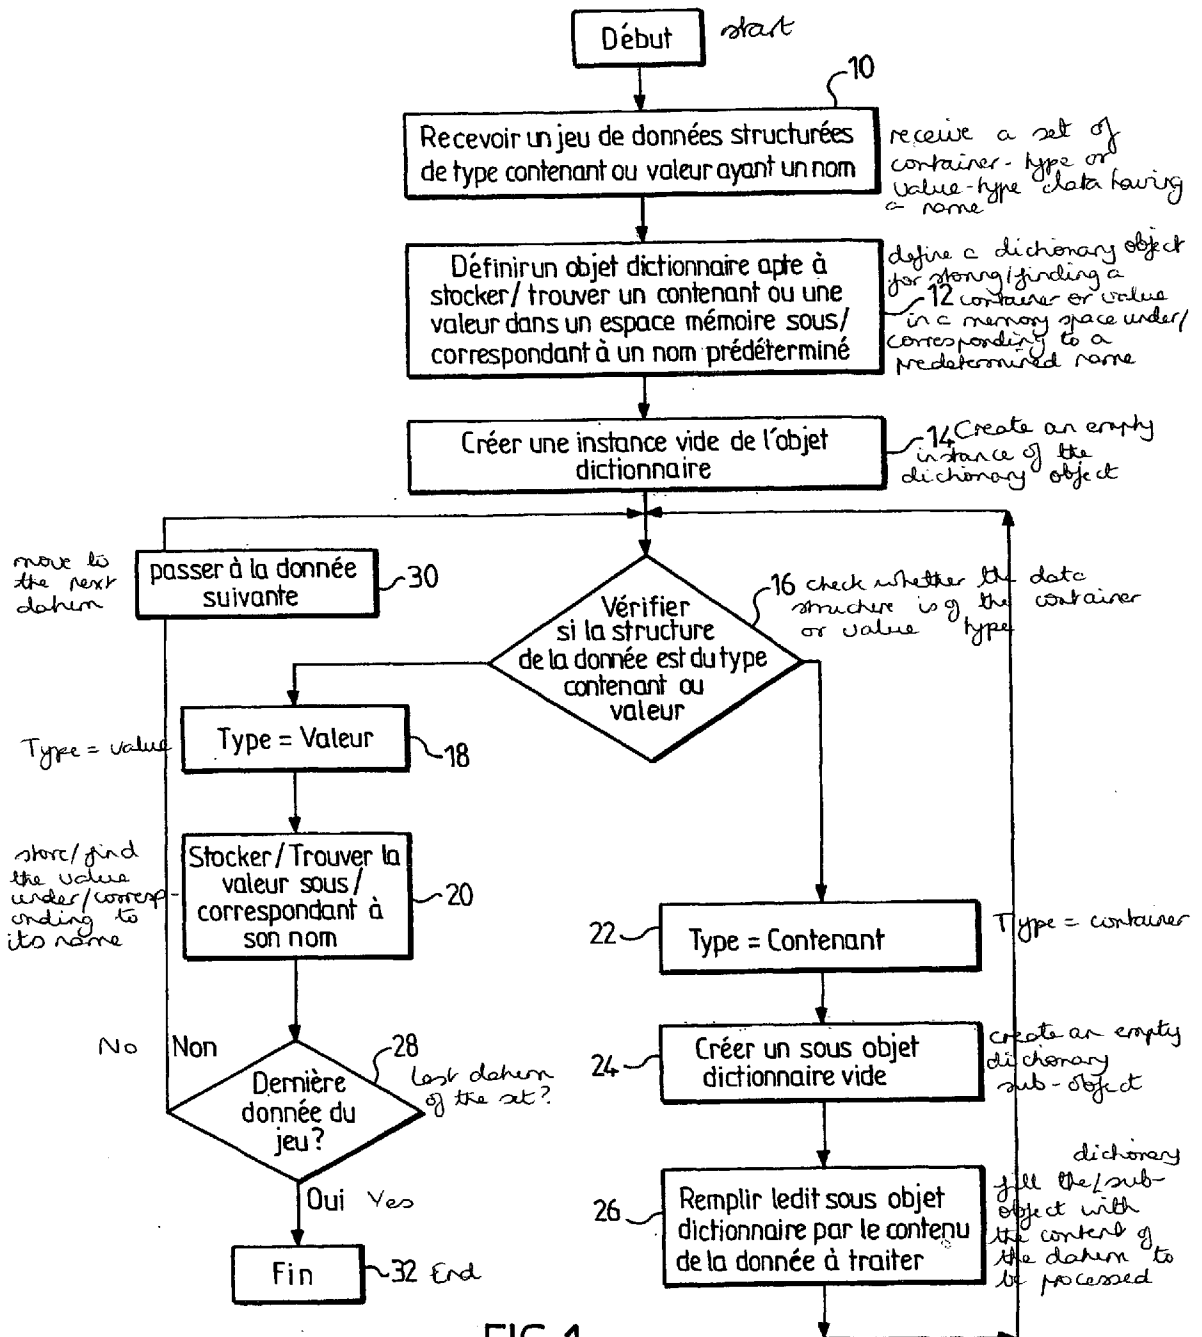 Début
start
10
Recevoir un jeu de données structurées
de type contenant ou valeur ayant un nom
receive a set of
container-type or
value-type data having
a name
Définir un objet dictionnaire apte à
stocker/ trouver un contenant ou une
valeur dans un espace mémoire sous/
correspondant à un nom prédéterminé
define a dictionary object
for storing/finding a
12 container or value
in a memory space under/
corresponding to a
predetermined name
Créer une instance vide de l'objet
dictionnaire
14 Create an empty
instance of the
dictionary object
move to
the next
datum
passer à la donnée
suivante
30
Vérifier
si la structure
de la donnée est du type
contenant ou
valeur
16 check whether the data
structure is of the container
or value type
Type = value
Type = Valeur
18
store/find
the value
under/corresp-
onding to
its name
Stocker/Trouver la
valeur sous/
correspondant à
son nom
20
22
Type = Contenant
Type = container
No
Non
28
Dernière
donnée du
jeu?
Last datum
of the set?
24
Créer un sous objet
dictionnaire vide
create an empty
dictionary
sub-object
Oui
Yes
26
Remplir ledit sous objet
dictionnaire par le contenu
de la donnée à traiter
dictionary
fill the/sub-
object with
the content of
the datum to
be processed
Fin
32
End
FIG.1